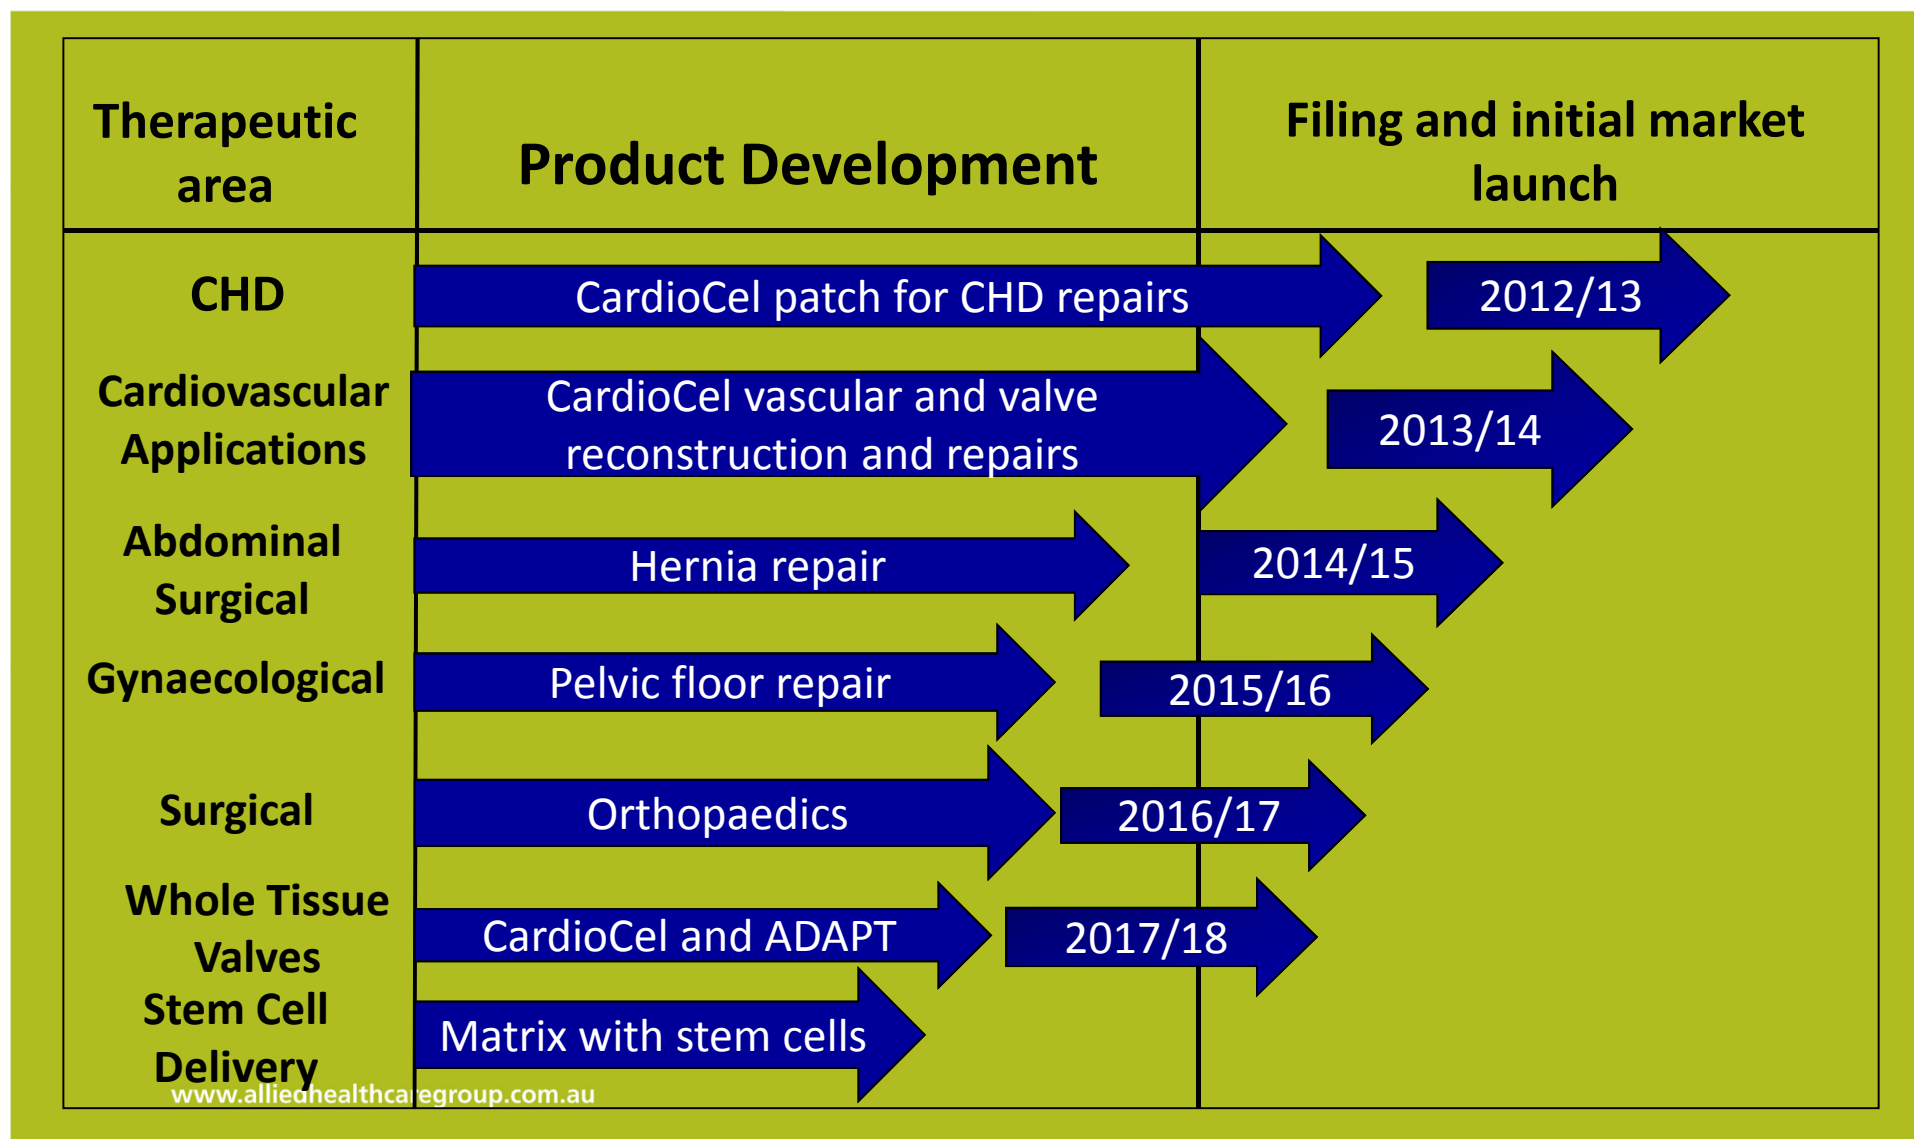 Therapeutic
area
Product Development
Filing and initial market
launch
CHD
CardioCel patch for CHD repairs
2012/13
Cardiovascular
Applications
CardioCel vascular and valve
reconstruction and repairs
2013/14
Abdominal
Surgical
Hernia repair
2014/15
Gynaecological
Pelvic floor repair
2015/16
Surgical
Orthopaedics
2016/17
Whole Tissue
Valves
CardioCel and ADAPT
2017/18
Stem Cell
Delivery
Matrix with stem cells
www.alliedhealthcaregroup.com.au